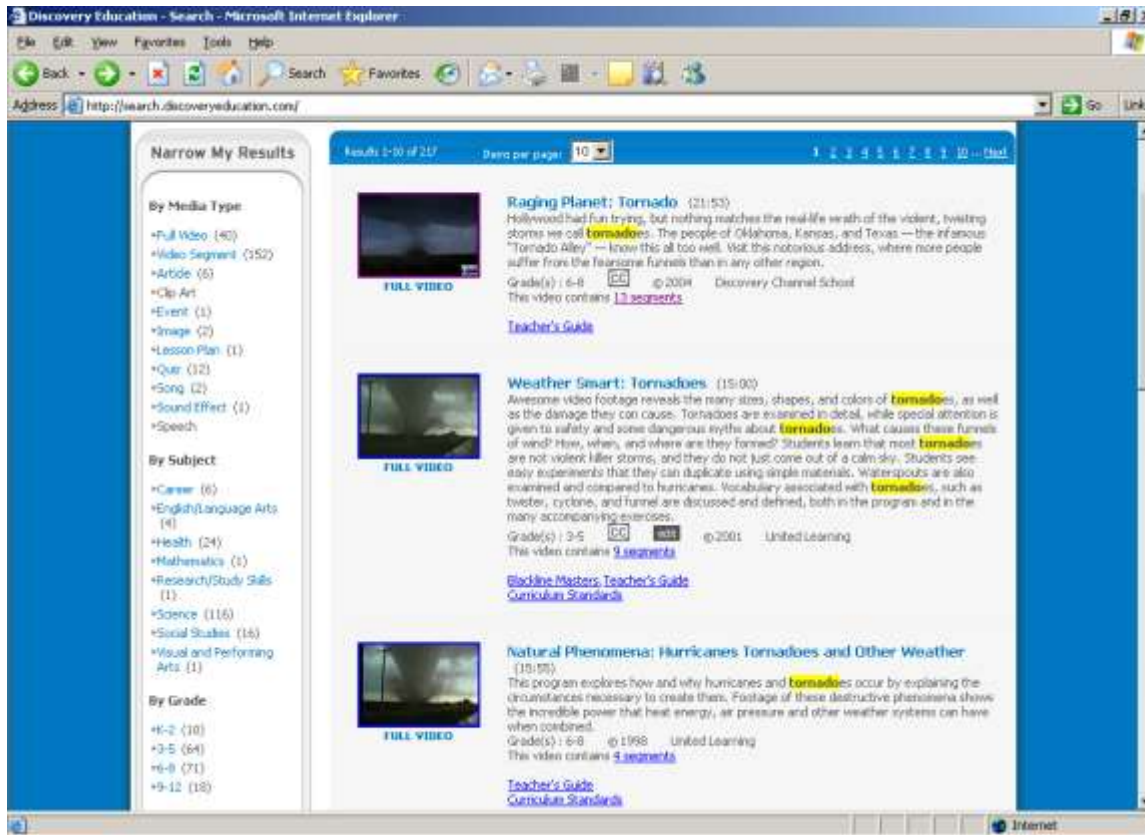 Discovery Education - Search - Microsoft Internet Explorer
File Edit View Favorites Tools Help
Back Search Favorites
Address http://search.discoveryeducation.com/ Go Link
Narrow My Results
By Media Type
Full Video (40)
Video Segment (152)
Article (6)
Clip Art
Event (1)
Image (2)
Lesson Plan (1)
Quiz (12)
Song (2)
Sound Effect (1)
Speech
By Subject
Career (6)
English/Language Arts
(4)
Health (24)
Mathematics (1)
Research/Study Skills
(1)
Science (116)
Social Studies (16)
Visual and Performing
Arts (1)
By Grade
K-2 (10)
3-5 (64)
6-8 (71)
9-12 (18)
Results 1-10 of 217 Items per page: 10 1 2 3 4 5 6 7 8 9 10 ... Next
Raging Planet: Tornado (21:53)
Hollywood had fun trying, but nothing matches the real-life wrath of the violent, twisting
storms we call tornadoes. The people of Oklahoma, Kansas, and Texas — the infamous
"Tornado Alley" — know this all too well. Visit this notorious address, where more people
suffer from the fearsome funnels than in any other region.
FULL VIDEO
Grade(s) : 6-8 CC © 2004 Discovery Channel School
This video contains 13 segments
Teacher's Guide
Weather Smart: Tornadoes (15:00)
Awesome video footage reveals the many sizes, shapes, and colors of tornadoes, as well
as the damage they can cause. Tornadoes are examined in detail, while special attention is
given to safety and some dangerous myths about tornadoes. What causes these funnels
of wind? How, when, and where are they formed? Students learn that most tornadoes
are not violent killer storms, and they do not just come out of a calm sky. Students see
easy experiments that they can duplicate using simple materials. Waterspouts are also
examined and compared to hurricanes. Vocabulary associated with tornadoes, such as
twister, cyclone, and funnel are discussed and defined, both in the program and in the
many accompanying exercises.
FULL VIDEO
Grade(s) : 3-5 CC edit © 2001 United Learning
This video contains 9 segments
Blackline Masters, Teacher's Guide
Curriculum Standards
Natural Phenomena: Hurricanes Tornadoes and Other Weather
(15:55)
This program explores how and why hurricanes and tornadoes occur by explaining the
circumstances necessary to create them. Footage of these destructive phenomena shows
the incredible power that heat energy, air pressure and other weather systems can have
when combined.
FULL VIDEO
Grade(s) : 6-8 © 1998 United Learning
This video contains 4 segments
Teacher's Guide
Curriculum Standards
Internet